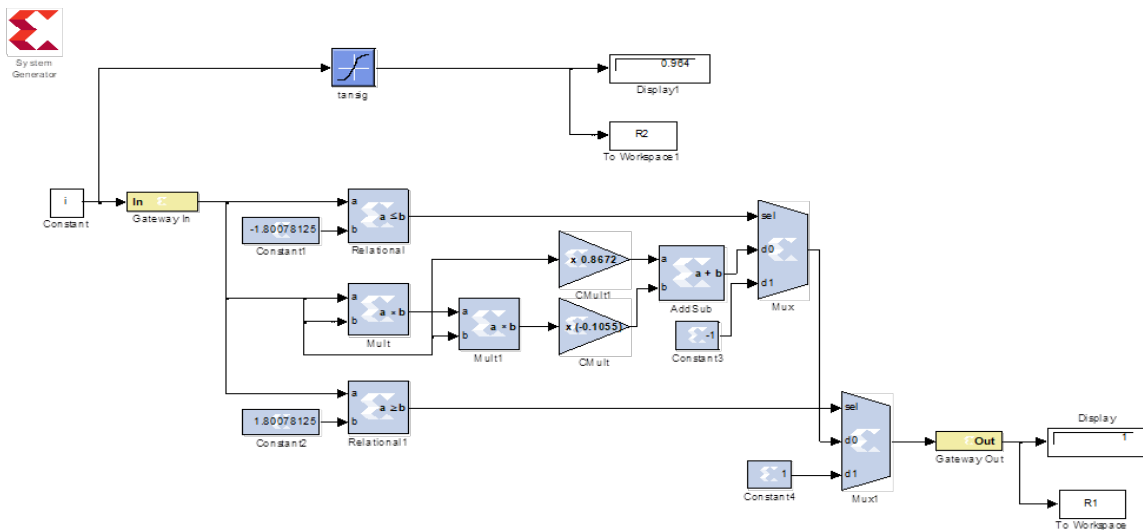 System
Generator
tansig
0.964
Display1
R2
To Workspace1
i
Constant
In
Gateway In
a
b
a ≤ b
Relational
-1.80078125
Constant1
x 0.8672
CMult1
a
b
a + b
AddSub
sel
d0
d1
Mux
a
b
a * b
Mult
a
b
a * b
Mult1
x (-0.1055)
CMult
-1
Constant3
a
b
a ≥ b
Relational1
1.80078125
Constant2
sel
d0
d1
Mux1
1
Constant4
Out
Gateway Out
Display
1
R1
To Workspace